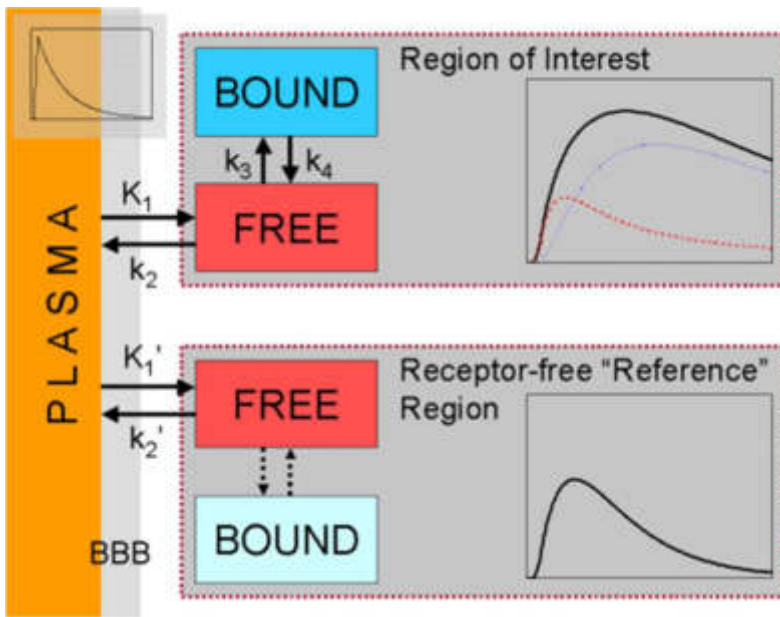 Region of Interest
BOUND
k3
k4
K1
FREE
k2
PLASMA
K1'
FREE
Receptor-free “Reference”
Region
k2'
BOUND
BBB